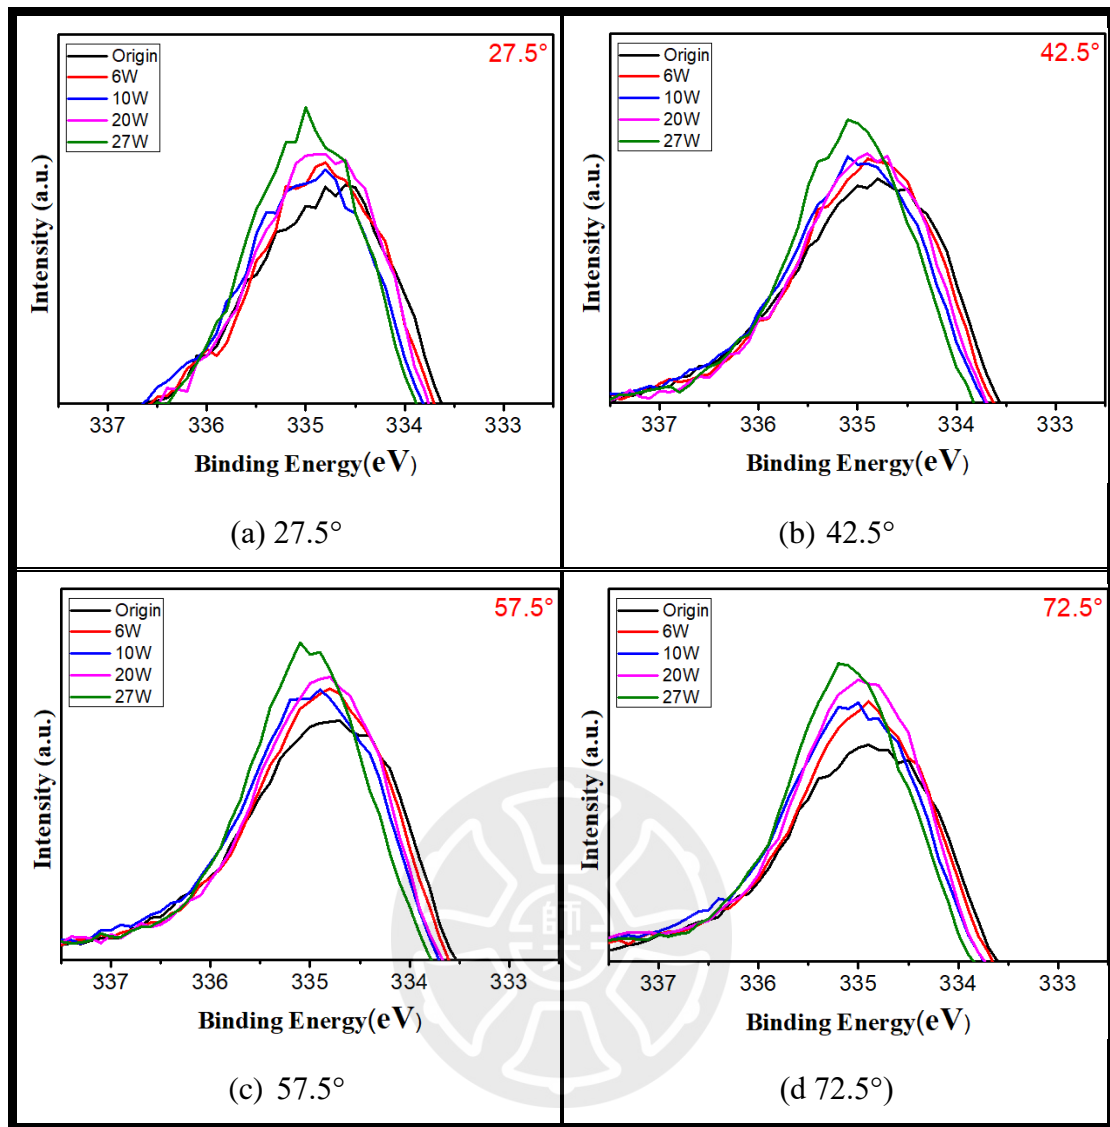 Origin
6W
10W
20W
27W
27.5°
Intensity (a.u.)
337 336 335 334 333
Binding Energy(eV)
(a) 27.5°
Origin
6W
10W
20W
27W
42.5°
Intensity (a.u.)
337 336 335 334 333
Binding Energy(eV)
(b) 42.5°
Origin
6W
10W
20W
27W
57.5°
Intensity (a.u.)
337 336 335 334 333
Binding Energy(eV)
(c) 57.5°
Origin
6W
10W
20W
27W
72.5°
Intensity (a.u.)
337 336 335 334 333
Binding Energy(eV)
(d 72.5°)
師